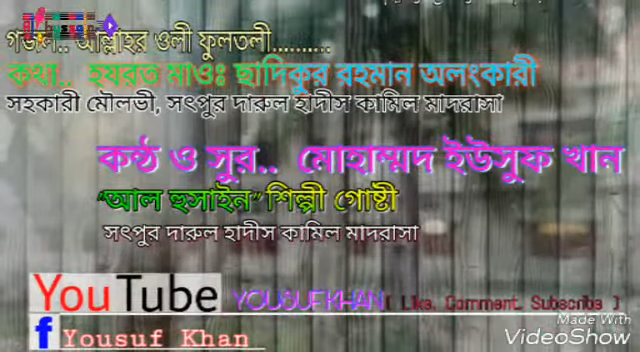 গজল.. আল্লাহর ওলী ফুলতলী..........
কথা.. হযরত মাওঃ ছাদিকুর রহমান অলংকারী
সহকারী মৌলভী, সৎপুর দারুল হাদীস কামিল মাদরাসা
কন্ঠ ও সুর.. মোহাম্মদ ইউসুফ খান
"আল হুসাইন" শিল্পী গোষ্টী
সৎপুর দারুল হাদীস কামিল মাদরাসা
YouTube YOUSUF KHAN ( Like, Comment, Subscribe )
f Yousuf Khan
Made With
VideoShow